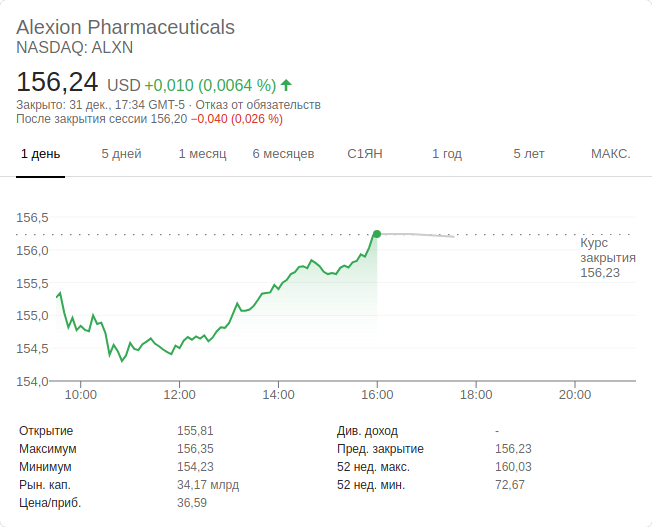 Alexion Pharmaceuticals
NASDAQ: ALXN
156,24 USD +0,010 (0,0064 %)
Закрыто: 31 дек., 17:34 GMT-5 · Отказ от обязательств
После закрытия сессии 156,20 −0,040 (0,026 %)
1 день 5 дней 1 месяц 6 месяцев С1ЯН 1 год 5 лет МАКС.
156,5
156,0
155,5
155,0
154,5
154,0
Курс
закрытия
156,23
10:00 12:00 14:00 16:00 18:00 20:00
Открытие 155,81 Див. доход -
Максимум 156,35 Пред. закрытие 156,23
Минимум 154,23 52 нед. макс. 160,03
Рын. кап. 34,17 млрд 52 нед. мин. 72,67
Цена/приб. 36,59